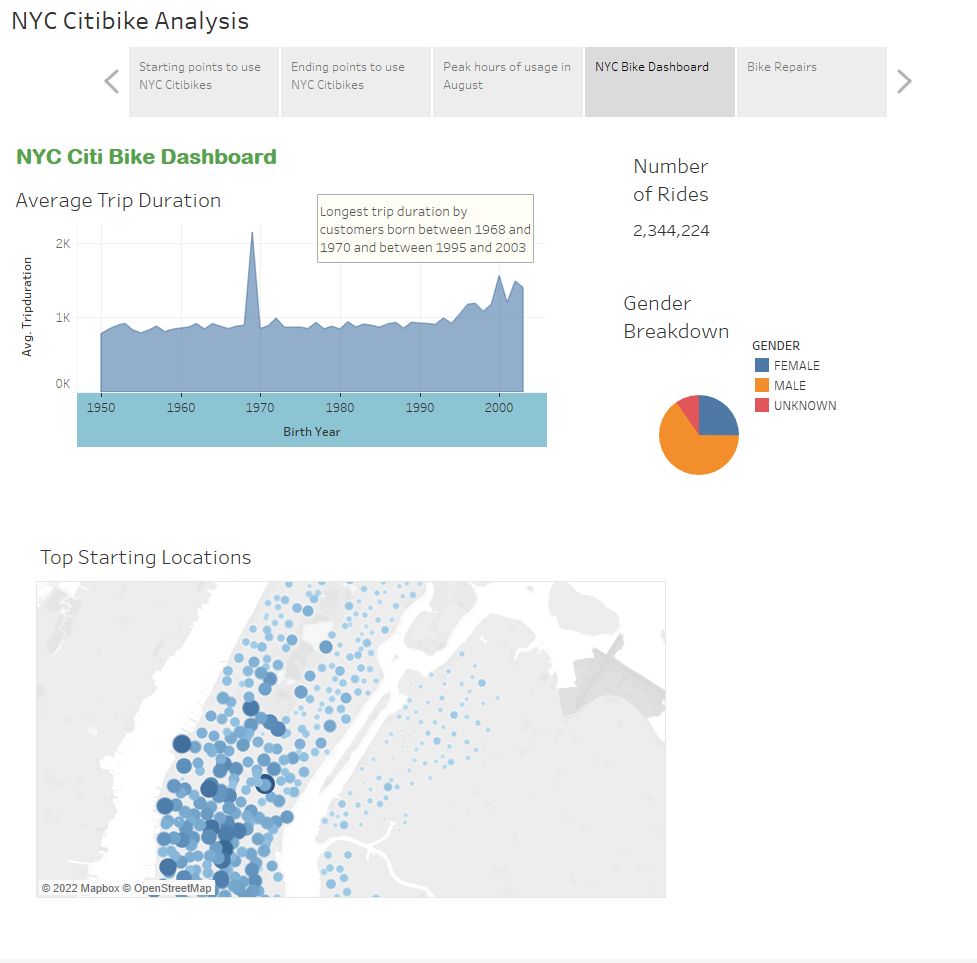 NYC Citibike Analysis
Starting points to use
NYC Citibikes
Ending points to use
NYC Citibikes
Peak hours of usage in
August
NYC Bike Dashboard
Bike Repairs
NYC Citi Bike Dashboard
Average Trip Duration
Longest trip duration by
customers born between 1968 and
1970 and between 1995 and 2003
Avg. Tripduration
2K
1K
0K
1950 1960 1970 1980 1990 2000
Birth Year
Number
of Rides
2,344,224
Gender
Breakdown
GENDER
FEMALE
MALE
UNKNOWN
Top Starting Locations
© 2022 Mapbox © OpenStreetMap